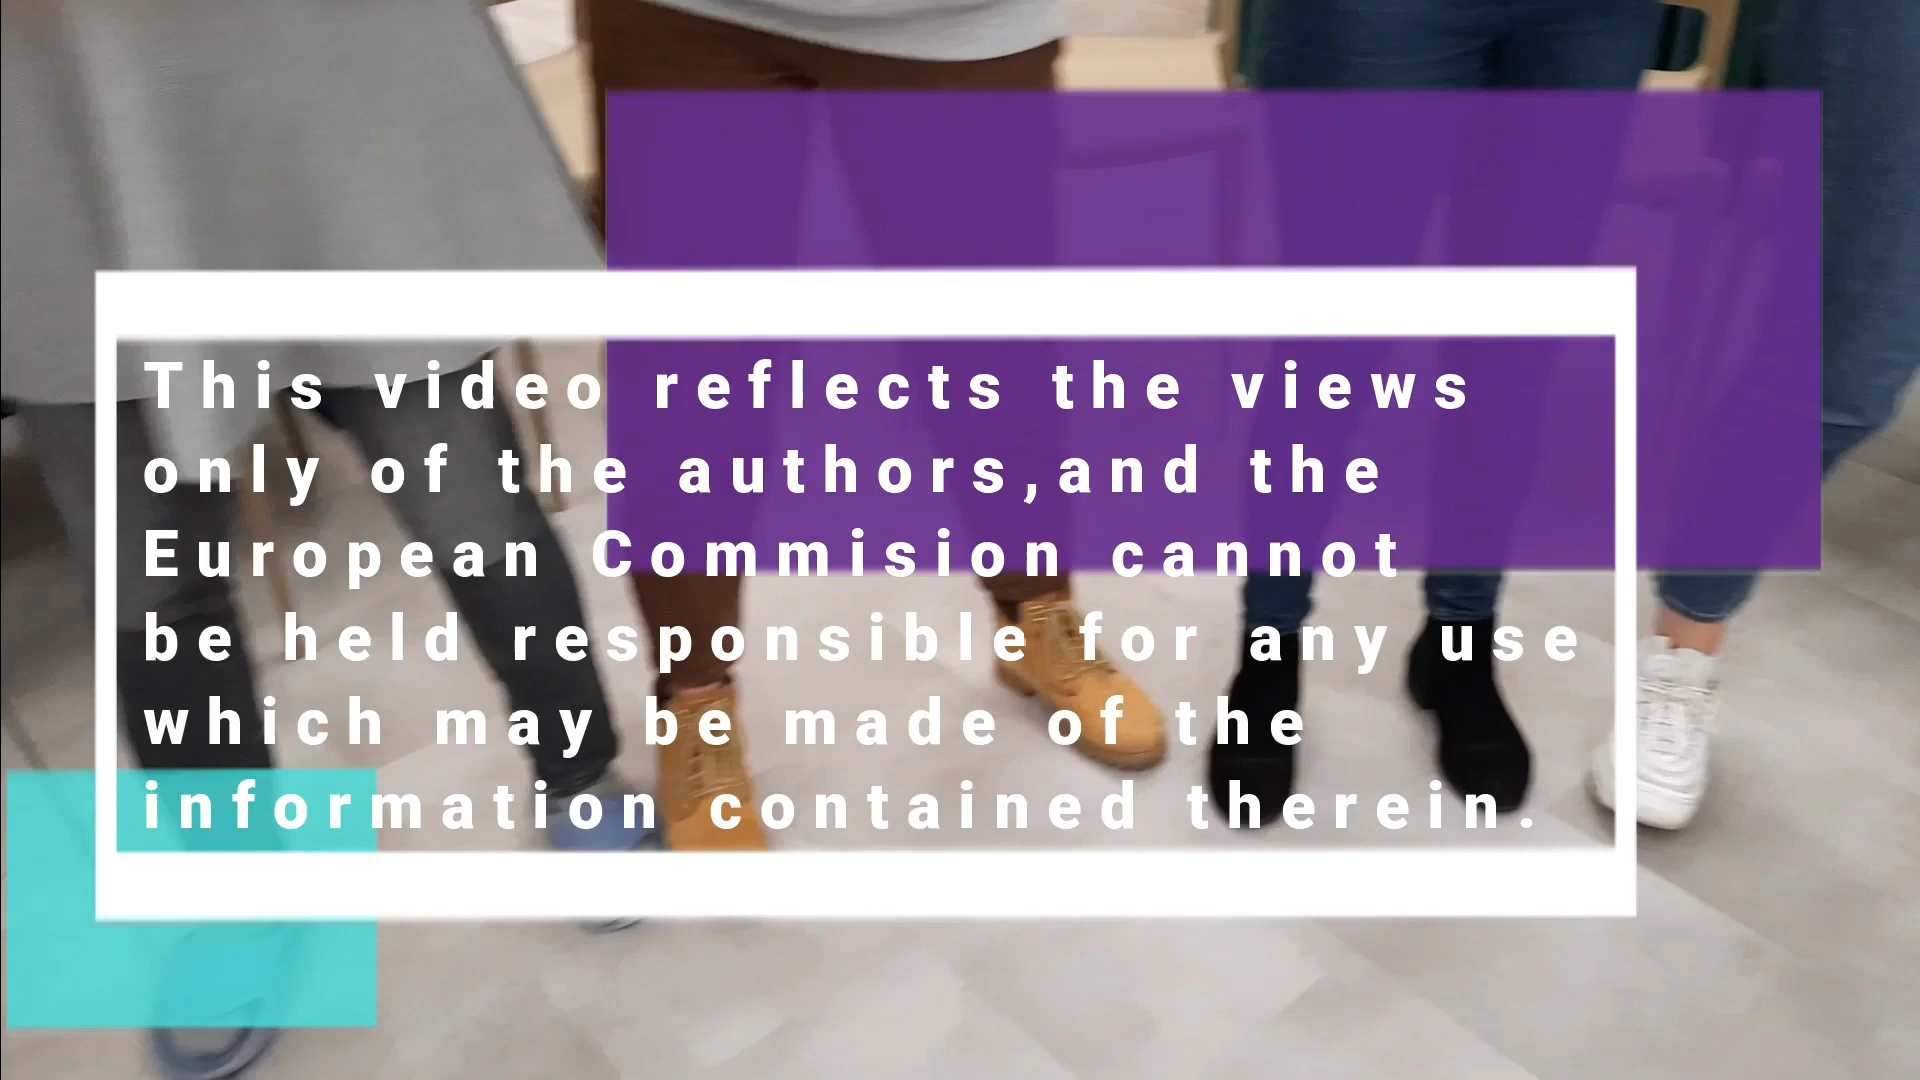 This video reflects the views
only of the authors,and the
European Commision cannot
be held responsible for any use
which may be made of the
information contained therein.